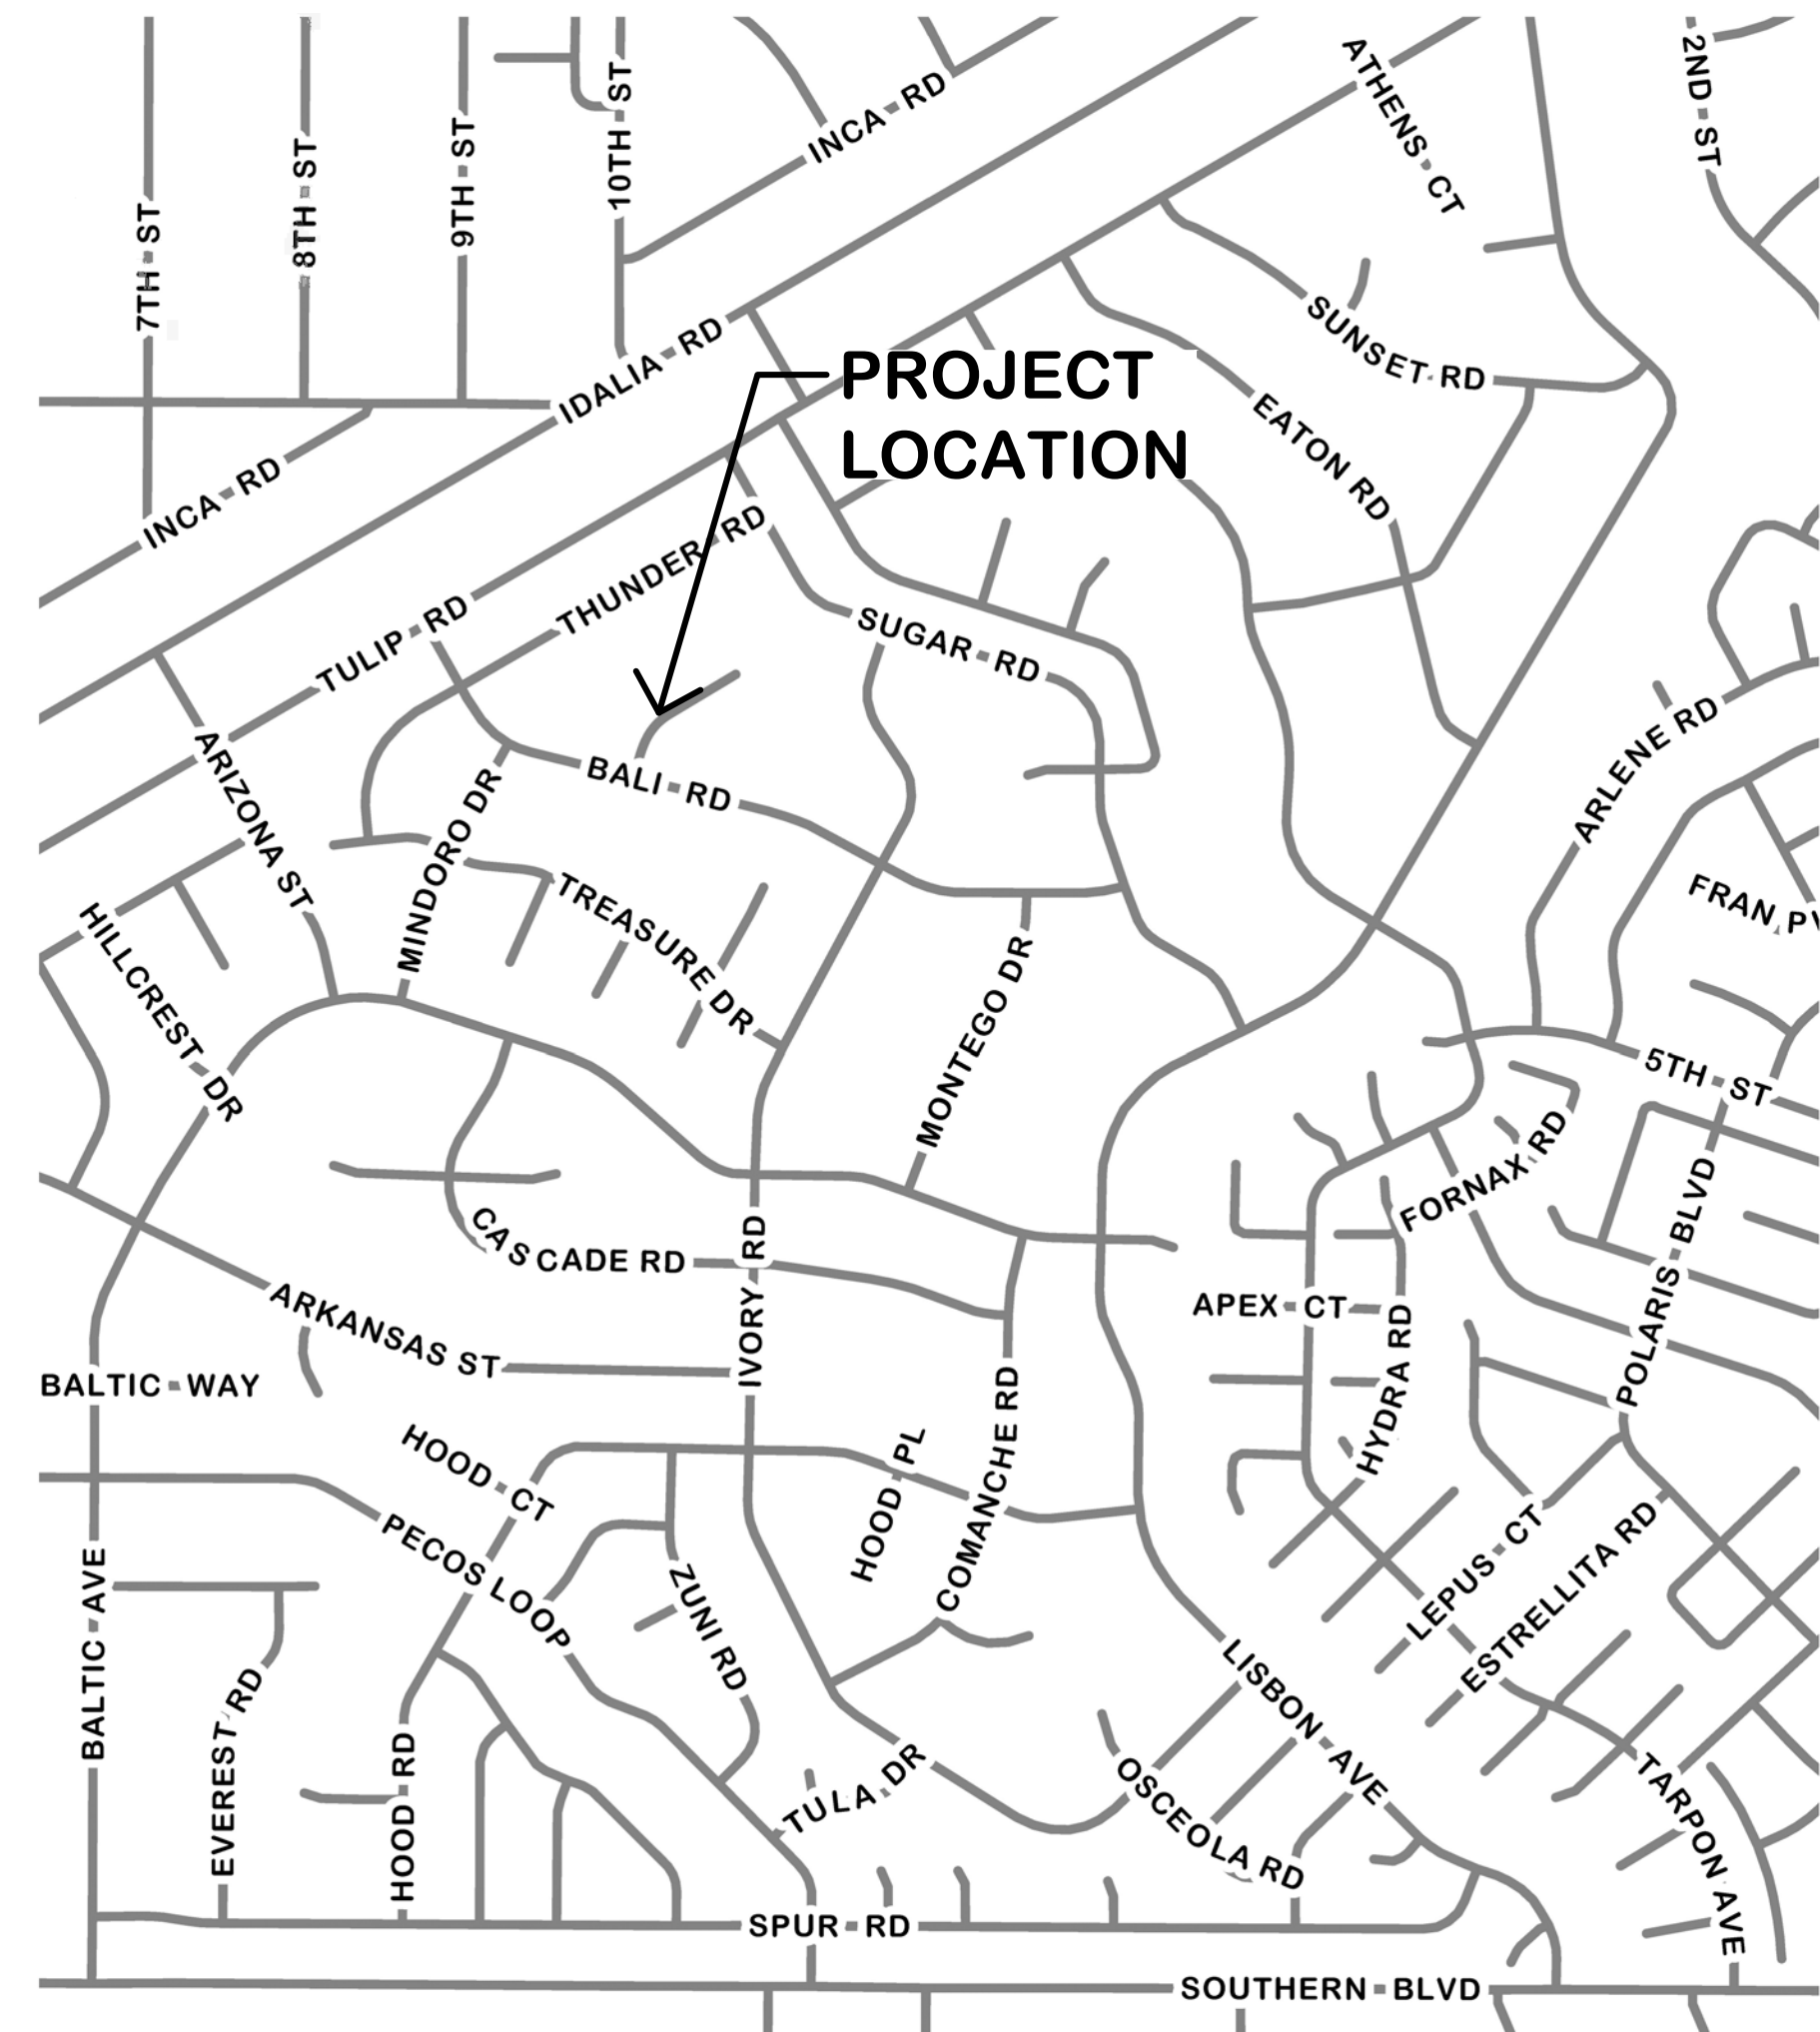 2ND ST
ATHENS CT
10TH ST
INCA RD
9TH ST
8TH ST
7TH ST
SUNSET RD
IDALIA RD
PROJECT
LOCATION
EATON RD
INCA RD
THUNDER RD
TULIP RD
SUGAR RD
ARLENE RD
ARIZONA ST
BALI RD
MINDORO DR
TREASURE DR
FRAN
HILLCREST DR
MONTEGO DR
5TH ST
FORNAX RD
POLARIS BLVD
CASCADE RD
IVORY RD
APEX CT
ARKANSAS ST
HYDRA RD
BALTIC WAY
COMANCHE RD
HOOD CT
HOOD PL
PECOS LOOP
LEPUS CT
ESTRELLITA RD
BALTIC AVE
ZUNI RD
EVEREST RD
HOOD RD
LISBON AVE
TULA DR
OSCEOLA RD
TARPON AVE
SPUR RD
SOUTHERN BLVD